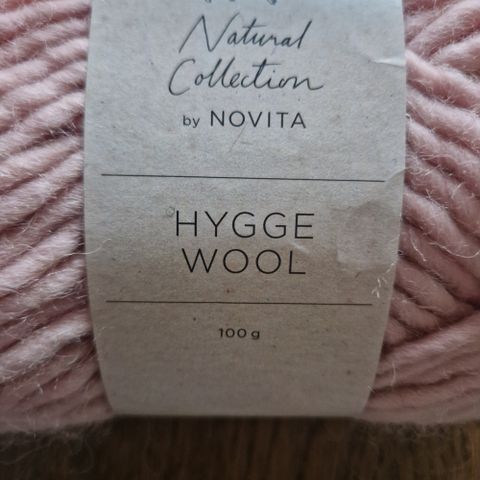 Natural
Collection
by NOVITA
HYGGE
WOOL
100 g